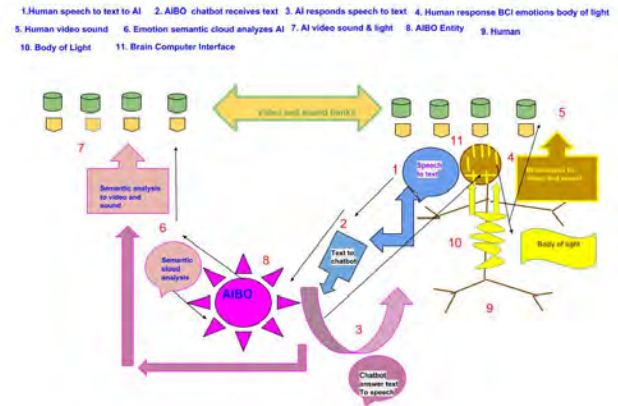 1.Human speech to text to AI 2. AIBO chatbot receives text 3. AI responds speech to text 4. Human response BCI emotions body of light
5. Human video sound 6. Emotion semantic cloud analyzes AI 7. AI video sound & light 8. AIBO Entity 9. Human
10. Body of Light 11. Brain Computer Interface
Video and sound banks
5
7
11
4
1
Speech
to text
Semantic analysis
to video and
sound
2
6
Text to
chatbot
10
Body of light
Semantic
cloud
analysis
8
AIBO
9
3
Chatbot
answer text
To speech